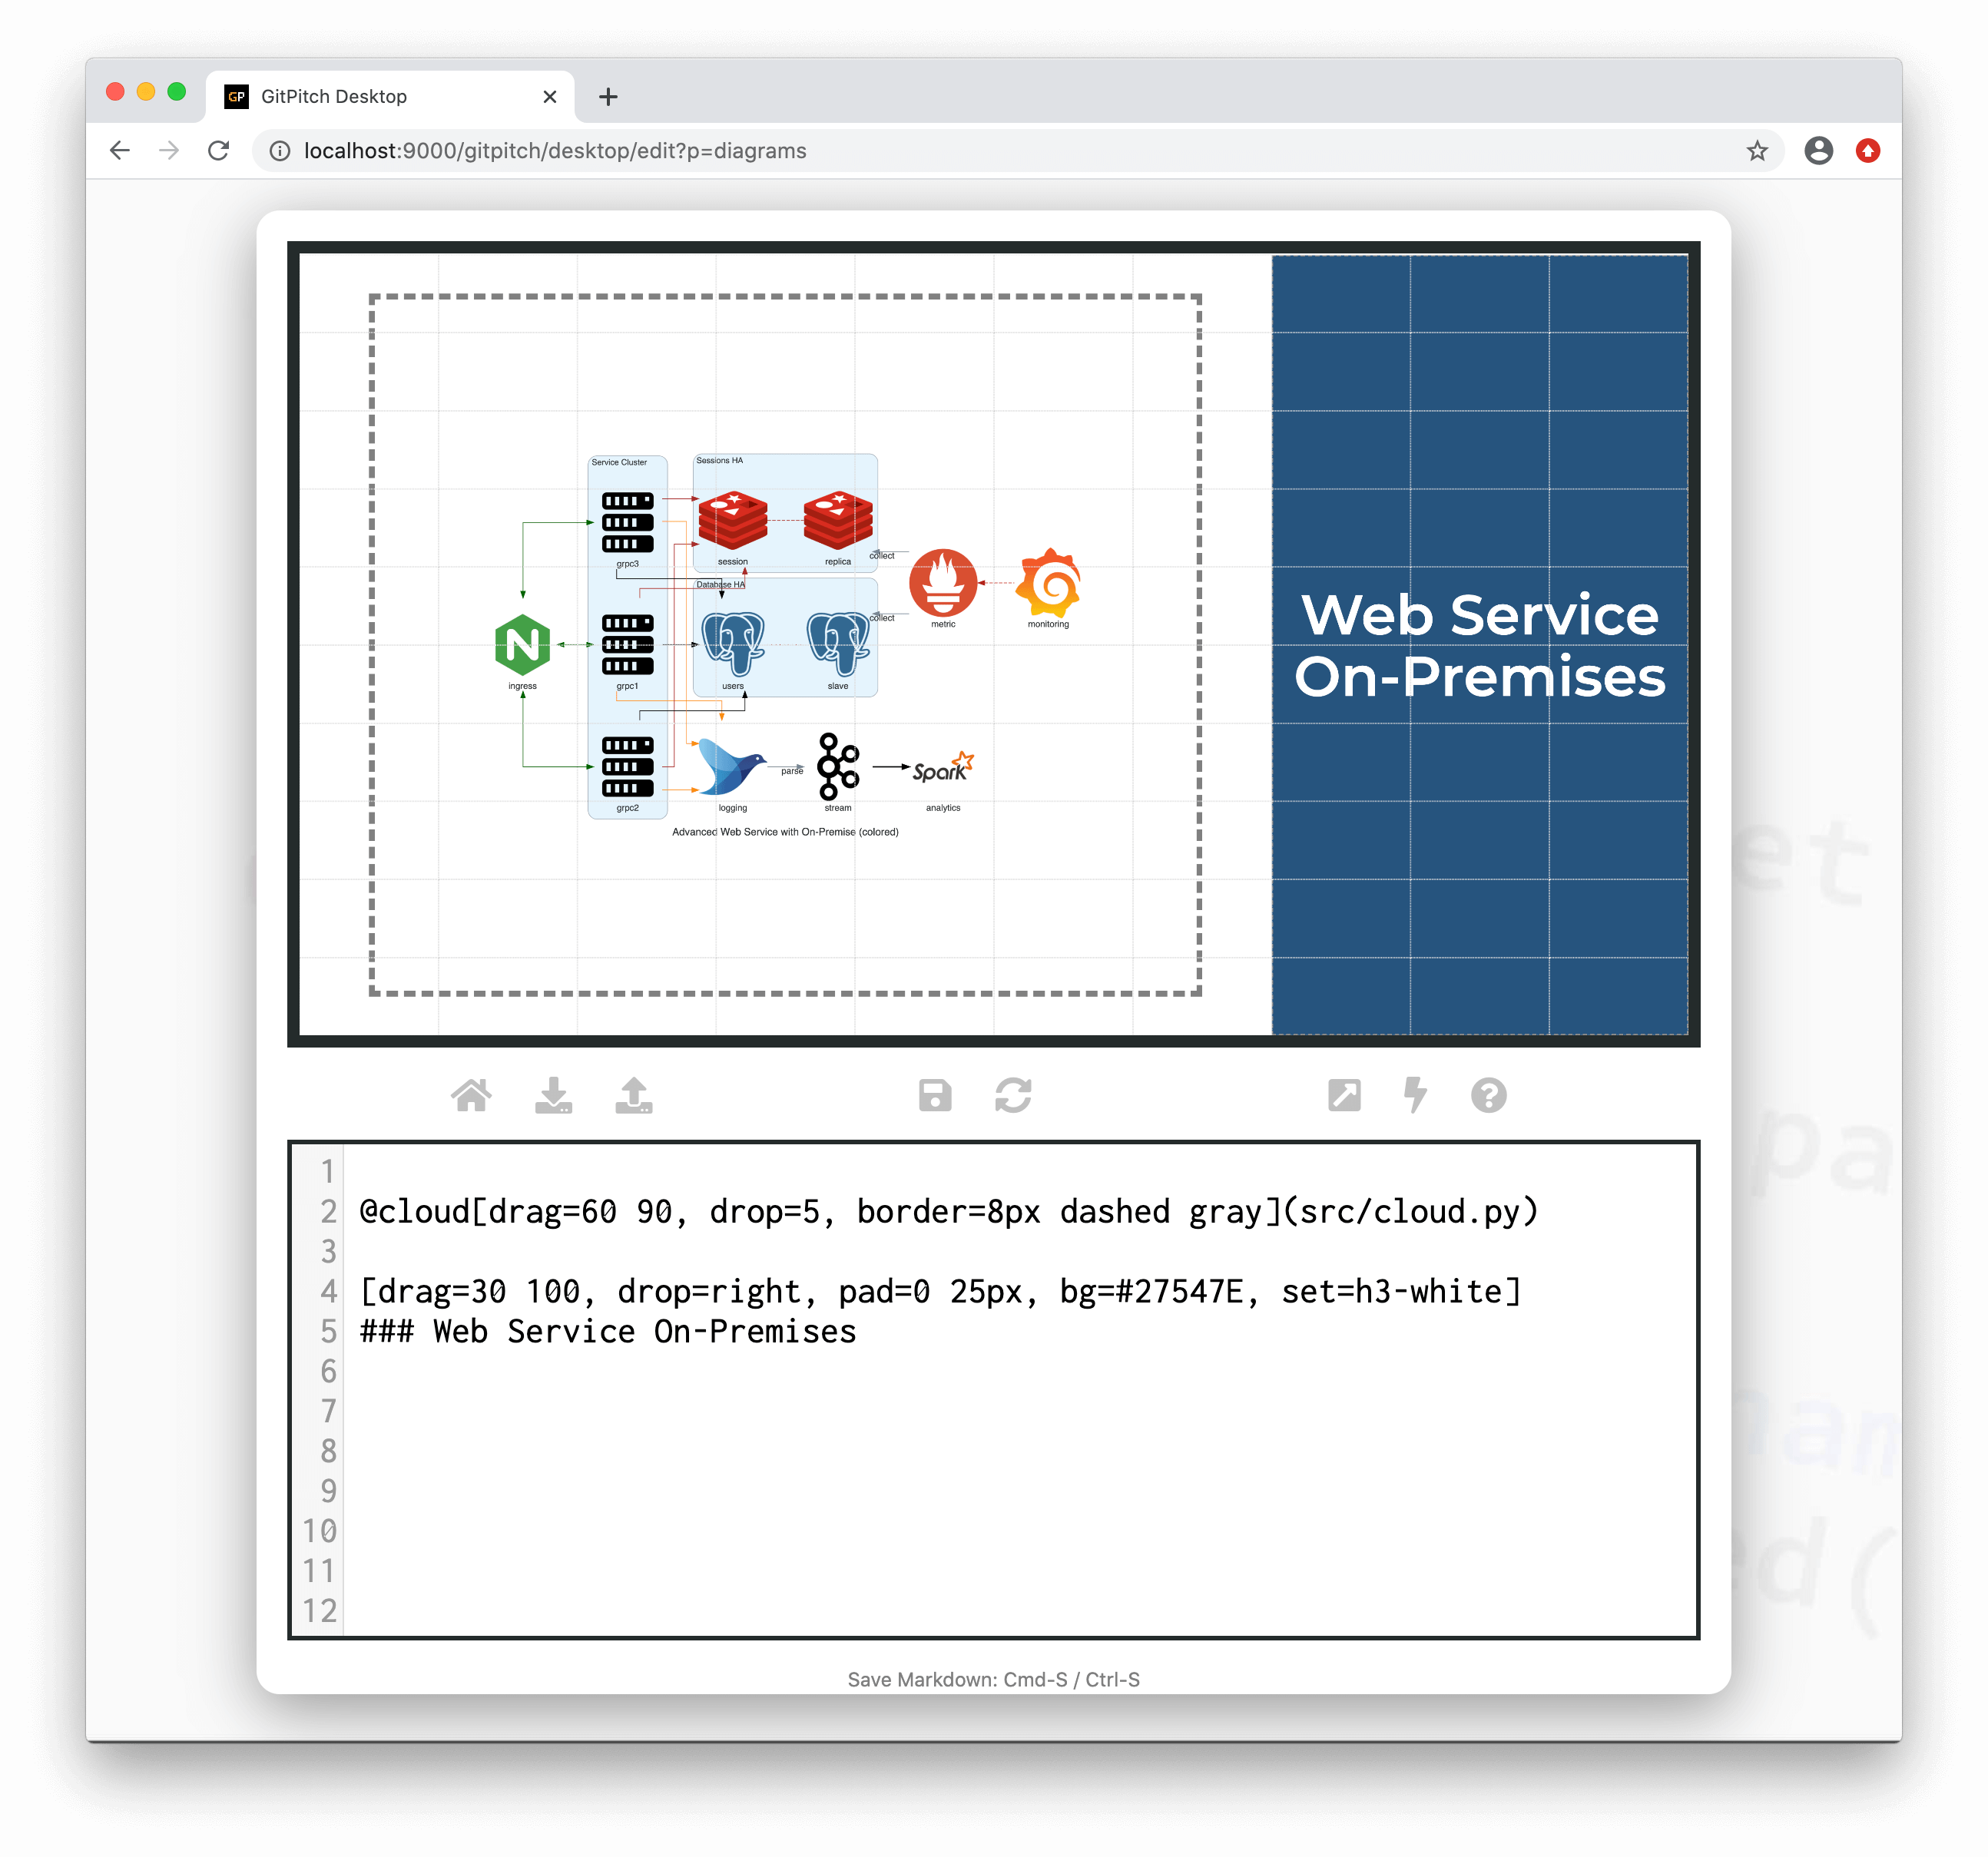 GP GitPitch Desktop
localhost:9000/gitpitch/desktop/edit?p=diagrams
Service Cluster
Sessions HA
grpc3
session
replica
collect
Database HA
collect
metric
monitoring
N
ingress
grpc1
users
slave
parse
Spark
grpc2
logging
stream
analytics
Advanced Web Service with On-Premise (colored)
Web Service
On-Premises
1
2 @cloud[drag=60 90, drop=5, border=8px dashed gray](src/cloud.py)
3
4 [drag=30 100, drop=right, pad=0 25px, bg=#27547E, set=h3-white]
5 ### Web Service On-Premises
6
7
8
9
10
11
12
Save Markdown: Cmd-S / Ctrl-S
et
pa
ed(